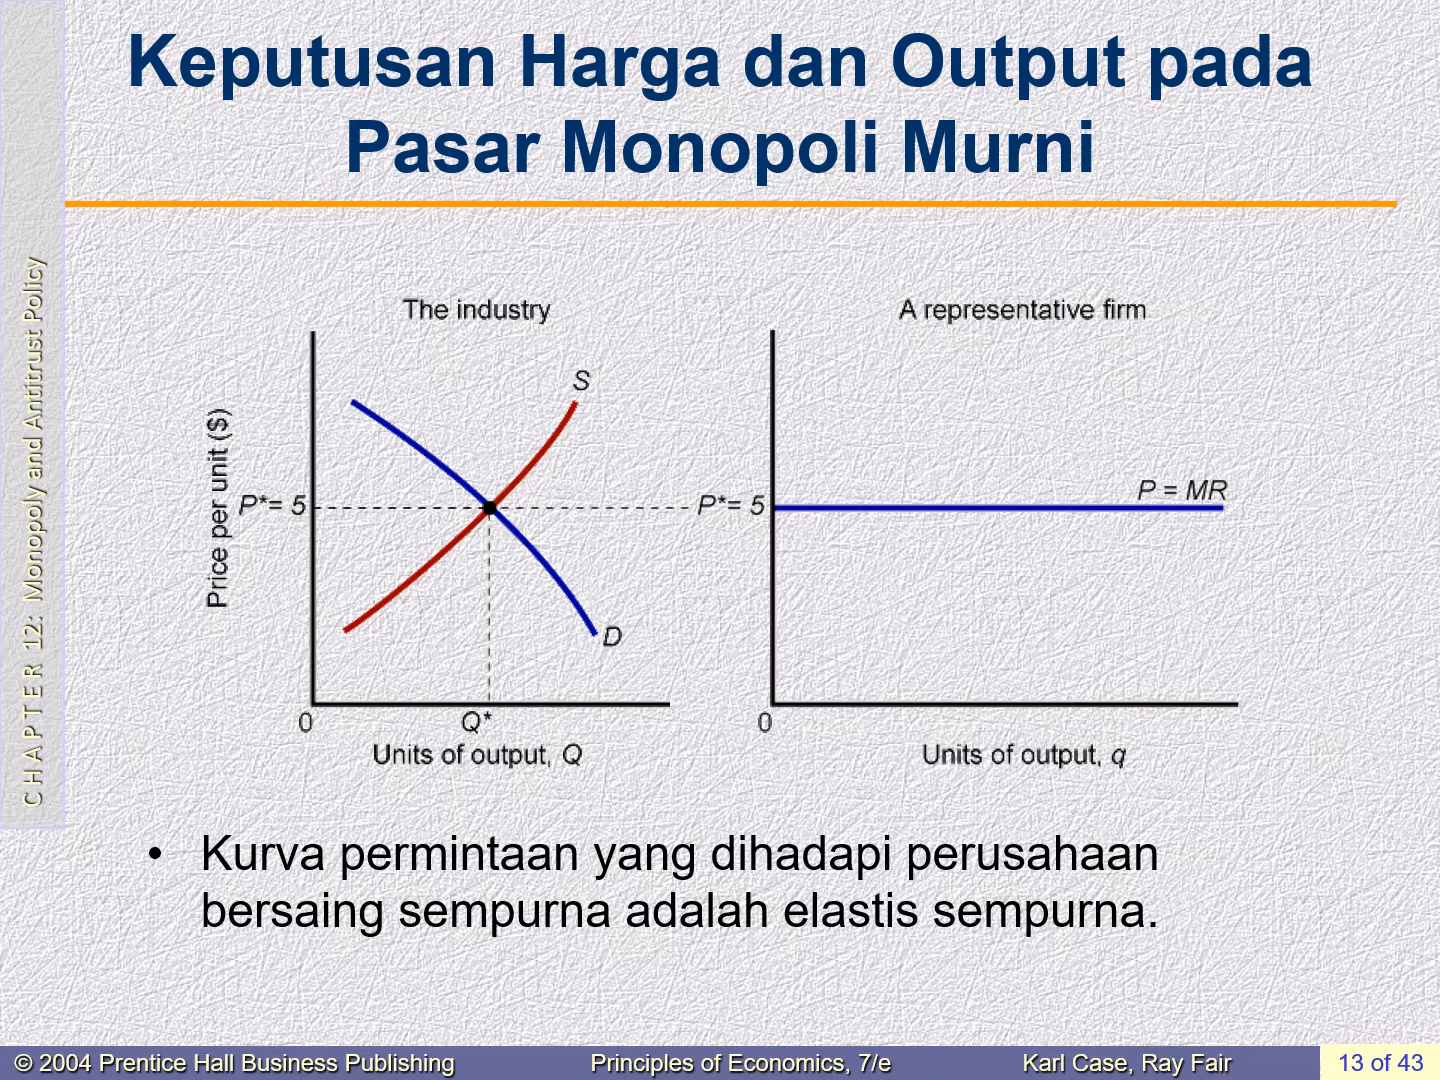 Keputusan Harga dan Output pada
Pasar Monopoli Murni
CHAPTER 12: Monopoly and Antitrust Policy
The industry
A representative firm
Price per unit ($)
S
P*= 5
D
0
Q*
Units of output, Q
P*= 5
P = MR
0
Units of output, q
• Kurva permintaan yang dihadapi perusahaan
bersaing sempurna adalah elastis sempurna.
© 2004 Prentice Hall Business Publishing
Principles of Economics, 7/e
Karl Case, Ray Fair
13 of 43